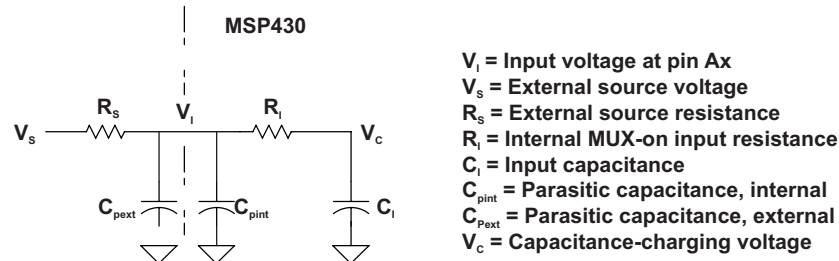 MSP430
V_S
R_S
V_I
R_I
V_C
C_pext
C_pint
C_I
V_I = Input voltage at pin Ax
V_S = External source voltage
R_S = External source resistance
R_I = Internal MUX-on input resistance
C_I = Input capacitance
C_pint = Parasitic capacitance, internal
C_Pext = Parasitic capacitance, external
V_C = Capacitance-charging voltage